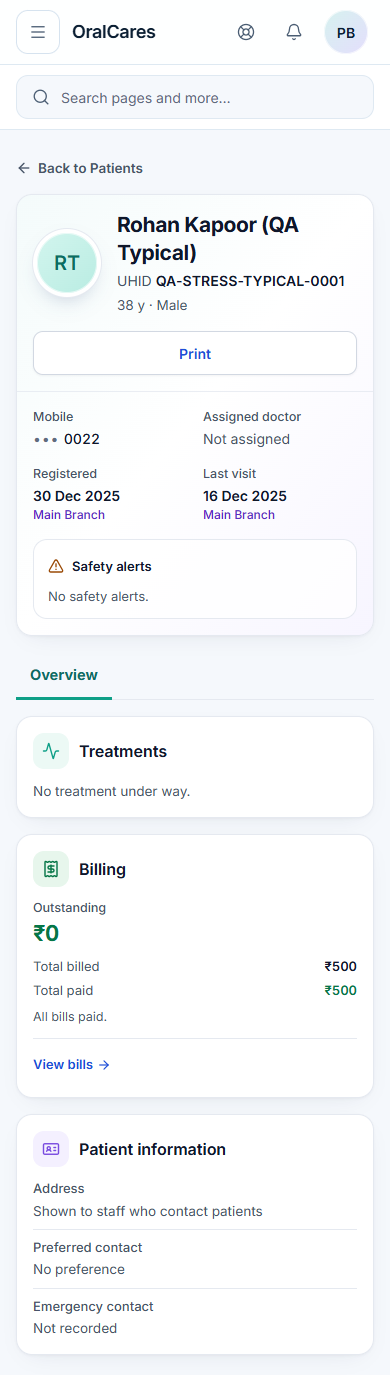 OralCares
PB
Search pages and more...
Back to Patients
RT
Rohan Kapoor (QA
Typical)
UHID QA-STRESS-TYPICAL-0001
38 y · Male
Print
Mobile
••• 0022
Assigned doctor
Not assigned
Registered
30 Dec 2025
Main Branch
Last visit
16 Dec 2025
Main Branch
Safety alerts
No safety alerts.
Overview
Treatments
No treatment under way.
Billing
Outstanding
₹0
Total billed ₹500
Total paid ₹500
All bills paid.
View bills →
Patient information
Address
Shown to staff who contact patients
Preferred contact
No preference
Emergency contact
Not recorded